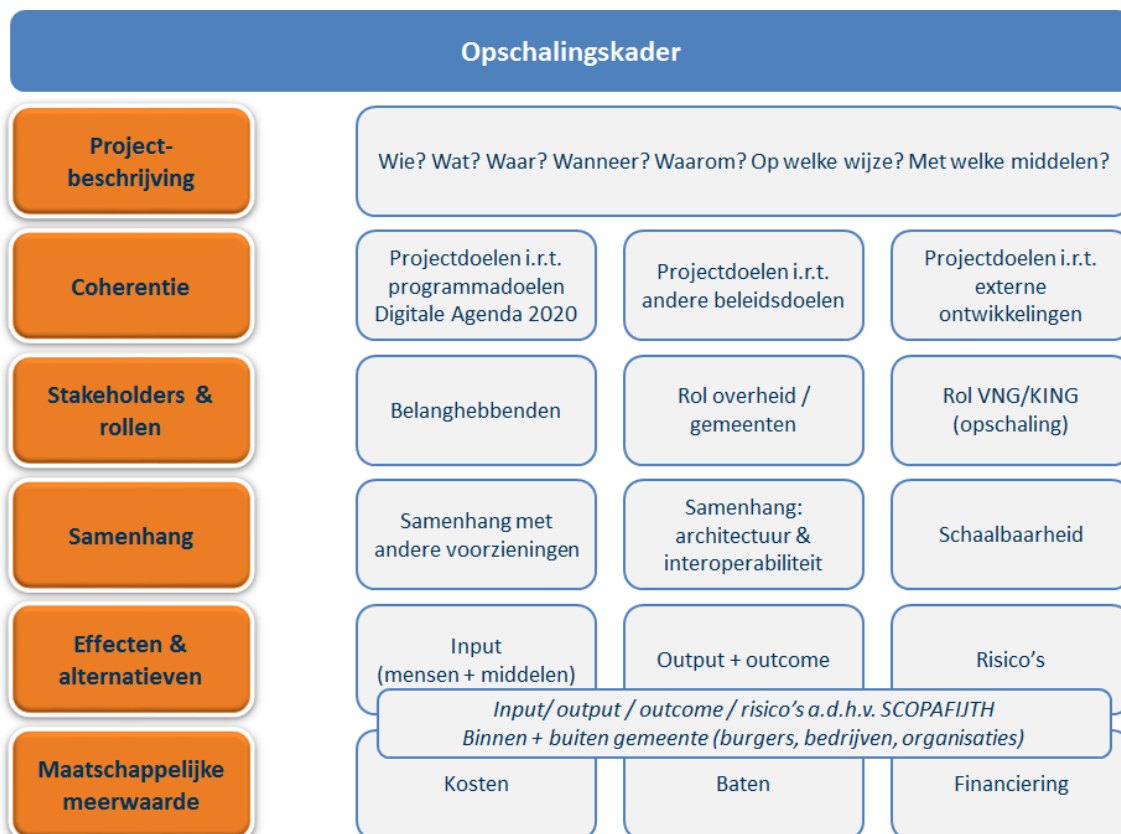 Opschalingskader
Project-
beschrijving
Wie? Wat? Waar? Wanneer? Waarom? Op welke wijze? Met welke middelen?
Coherentie
Projectdoelen i.r.t.
programmadoelen
Digitale Agenda 2020
Projectdoelen i.r.t.
andere beleidsdoelen
Projectdoelen i.r.t.
externe
ontwikkelingen
Stakeholders &
rollen
Belanghebbenden
Rol overheid /
gemeenten
Rol VNG/KING
(opschaling)
Samenhang
Samenhang met
andere voorzieningen
Samenhang:
architectuur &
interoperabiliteit
Schaalbaarheid
Effecten &
alternatieven
Input
(mensen + middelen)
Output + outcome
Risico's
Input/ output / outcome / risico's a.d.h.v. SCOPAFIJTH
Binnen + buiten gemeente (burgers, bedrijven, organisaties)
Maatschappelijke
meerwaarde
Kosten
Baten
Financiering